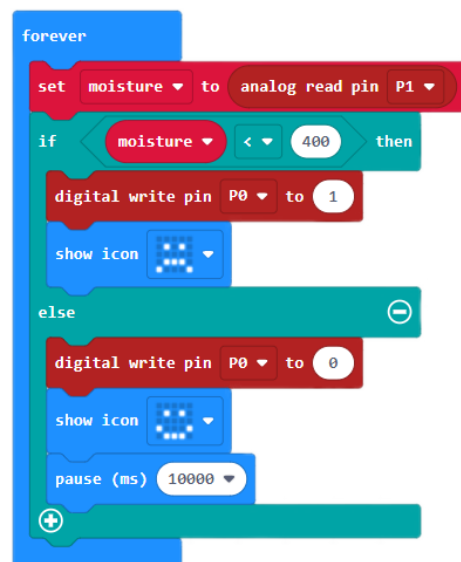 forever
set moisture to analog read pin P1
if moisture < 400 then
digital write pin P0 to 1
show icon
else
digital write pin P0 to 0
show icon
pause (ms) 10000